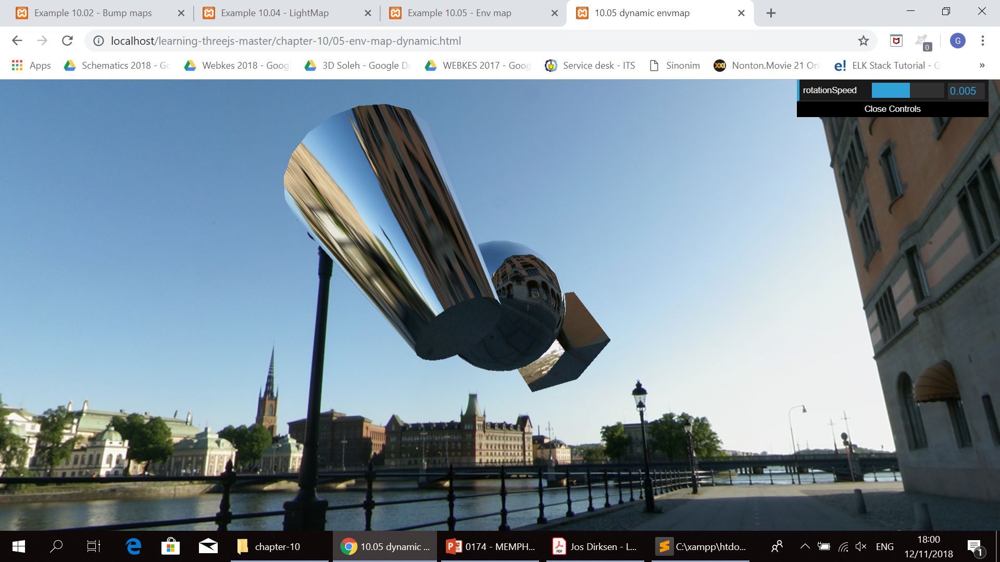 Example 10.02 - Bump maps
Example 10.04 - LightMap
Example 10.05 - Env map
10.05 dynamic envmap
localhost/learning-threejs-master/chapter-10/05-env-map-dynamic.html
G
0
Apps
Schematics 2018 - Go
Webkes 2018 - Goog
3D Soleh - Google Dr
WEBKES 2017 - Goog
Service desk - ITS
Sinonim
XXI
Nonton.Movie 21 On
e!
ELK Stack Tutorial - G
»
rotationSpeed
0.005
Close Controls
chapter-10
10.05 dynamic ...
0174 - MEMPH...
Jos Dirksen - L...
C:\xampp\htdo...
ENG
18:00
12/11/2018
1